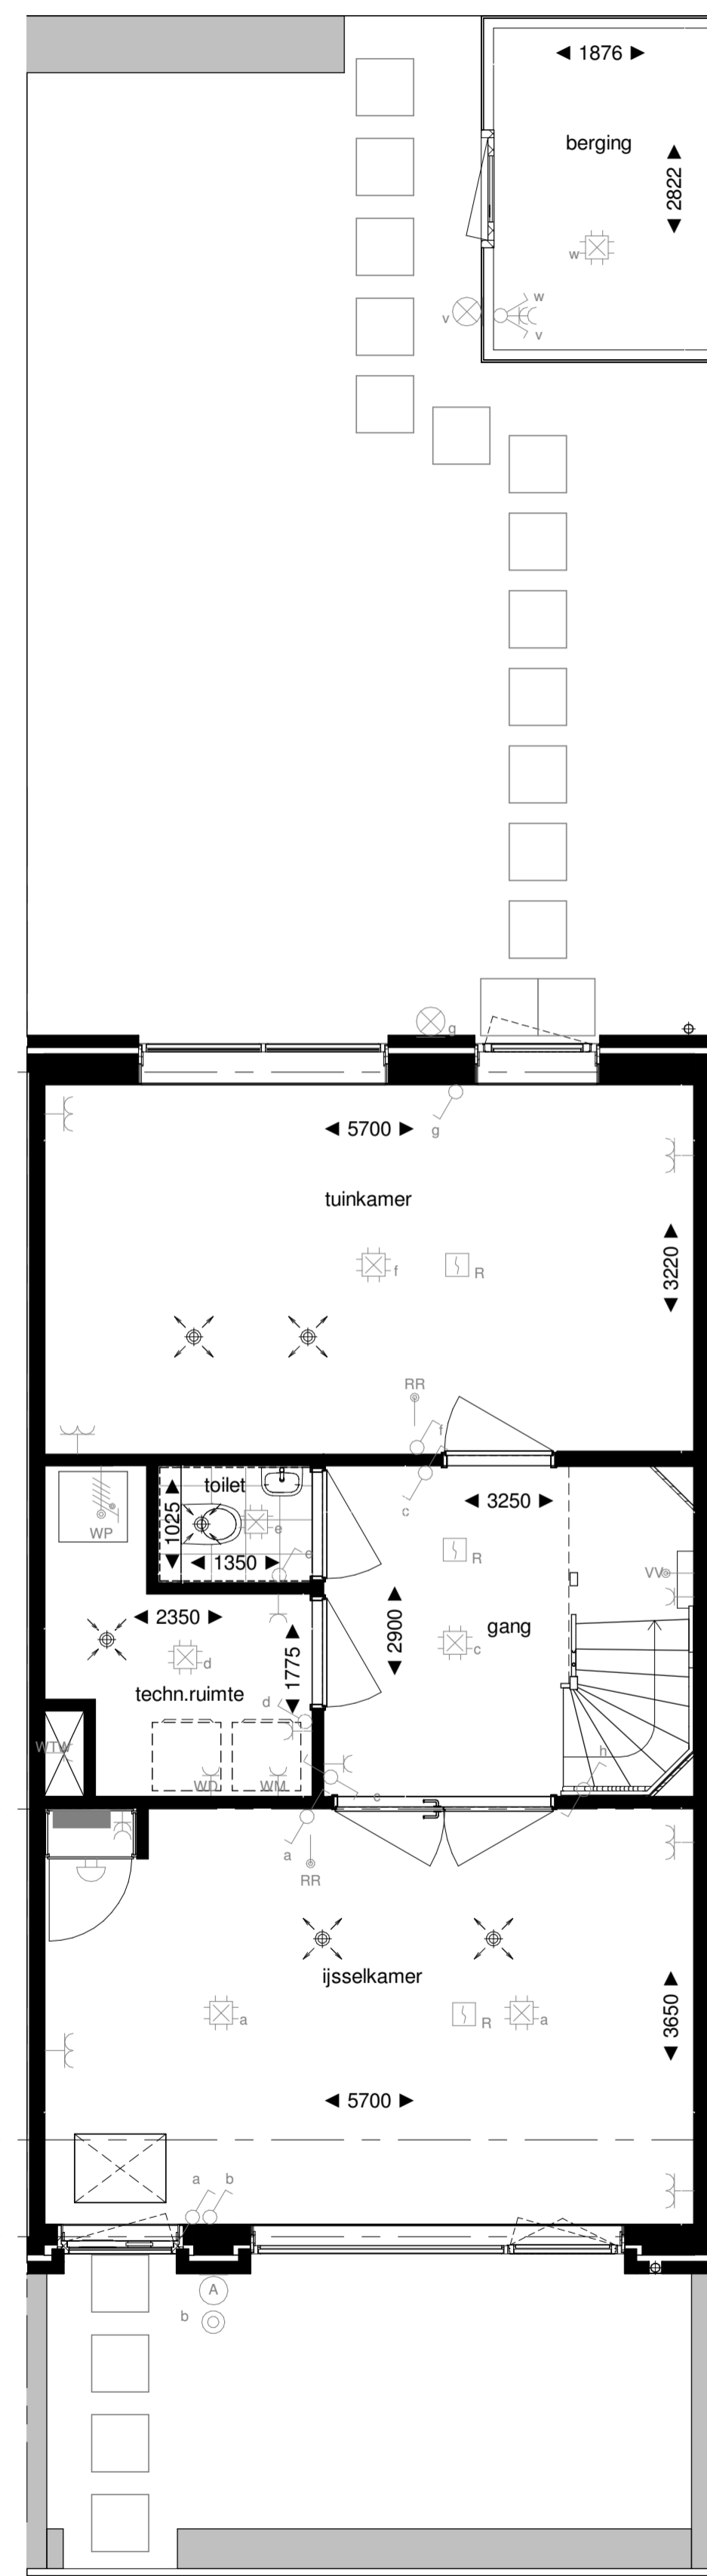 ◄ 1876 ►
berging
◄ 2822 ►
w
w
v
v
g
g
◄ 5700 ►
tuinkamer
◄ 3220 ►
f
R
RR
f
c
toilet
◄ 1025 ►
◄ 3250 ►
WP
e
R
◄ 1350 ►
e
VV
◄ 2350 ►
◄ 2900 ►
gang
c
◄ 1775 ►
d
techn.ruimte
d
WTW
h
WD
WM
c
a
RR
ijsselkamer
a
R
a
◄ 3650 ►
◄ 5700 ►
a
b
A
b